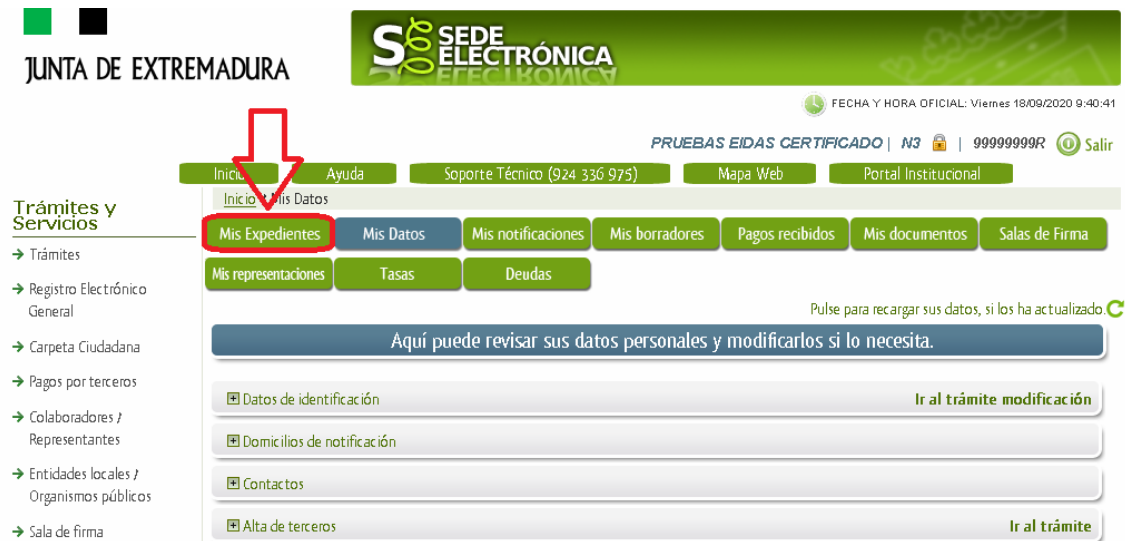 JUNTA DE EXTREMADURA
SEDE
ELECTRÓNICA
FECHA Y HORA OFICIAL: Viernes 18/09/2020 9:40:41
PRUEBAS EIDAS CERTIFICADO | N3 | 99999999R Salir
Inicio Ayuda Soporte Técnico (924 336 975) Mapa Web Portal Institucional
Inicio Mis Datos
Trámites y
Servicios
Trámites
Registro Electrónico
General
Carpeta Ciudadana
Pagos por terceros
Colaboradores /
Representantes
Entidades locales /
Organismos públicos
Sala de firma
Mis Expedientes Mis Datos Mis notificaciones Mis borradores Pagos recibidos Mis documentos Salas de Firma
Mis representaciones Tasas Deudas
Pulse para recargar sus datos, si los ha actualizado.
Aquí puede revisar sus datos personales y modificarlos si lo necesita.
Datos de identificación Ir al trámite modificación
Domicilios de notificación
Contactos
Alta de terceros Ir al trámite